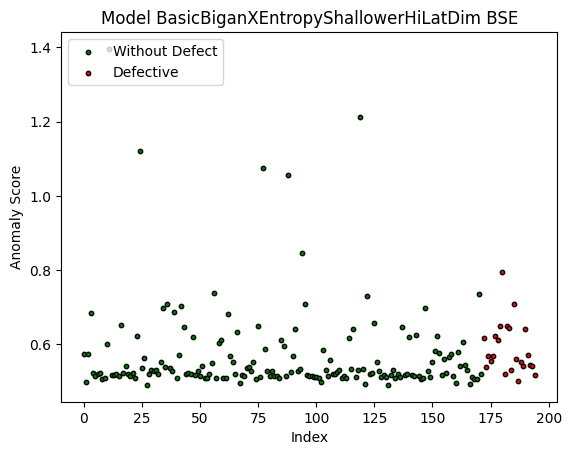 Model BasicBiganXEntropyShallowerHiLatDim BSE
Without Defect
Defective
Anomaly Score
1.4
1.2
1.0
0.8
0.6
0 25 50 75 100 125 150 175 200
Index